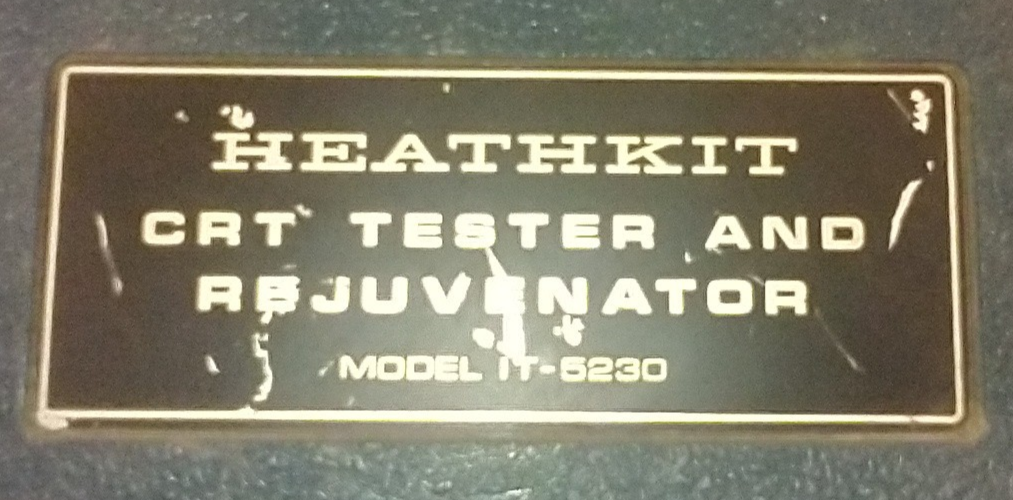 HEATHKIT
CRT TESTER AND
REJUVENATOR
MODEL IT-5230